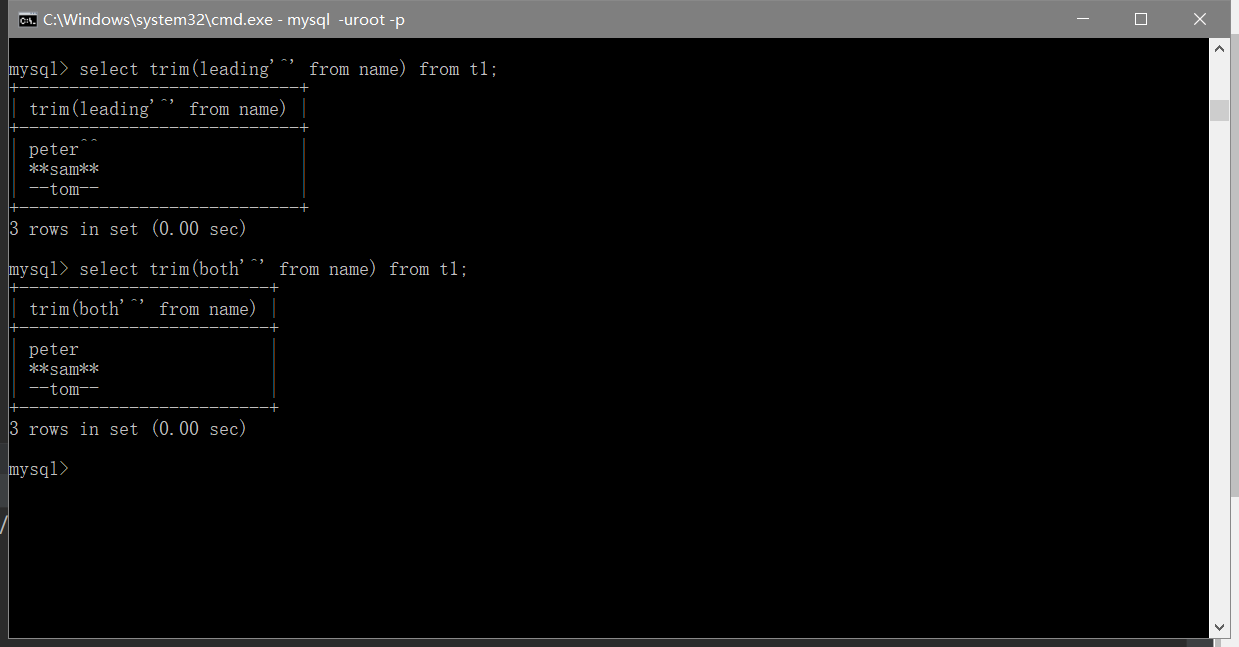 C:\Windows\system32\cmd.exe - mysql  -uroot -p
mysql> select trim(leading'^' from name) from t1;
+----------------------------+
| trim(leading'^' from name) |
+----------------------------+
| peter^^                    |
| **sam**                    |
| --tom--                    |
+----------------------------+
3 rows in set (0.00 sec)
mysql> select trim(both'^' from name) from t1;
+-------------------------+
| trim(both'^' from name) |
+-------------------------+
| peter                   |
| **sam**                 |
| --tom--                 |
+-------------------------+
3 rows in set (0.00 sec)
mysql>
/